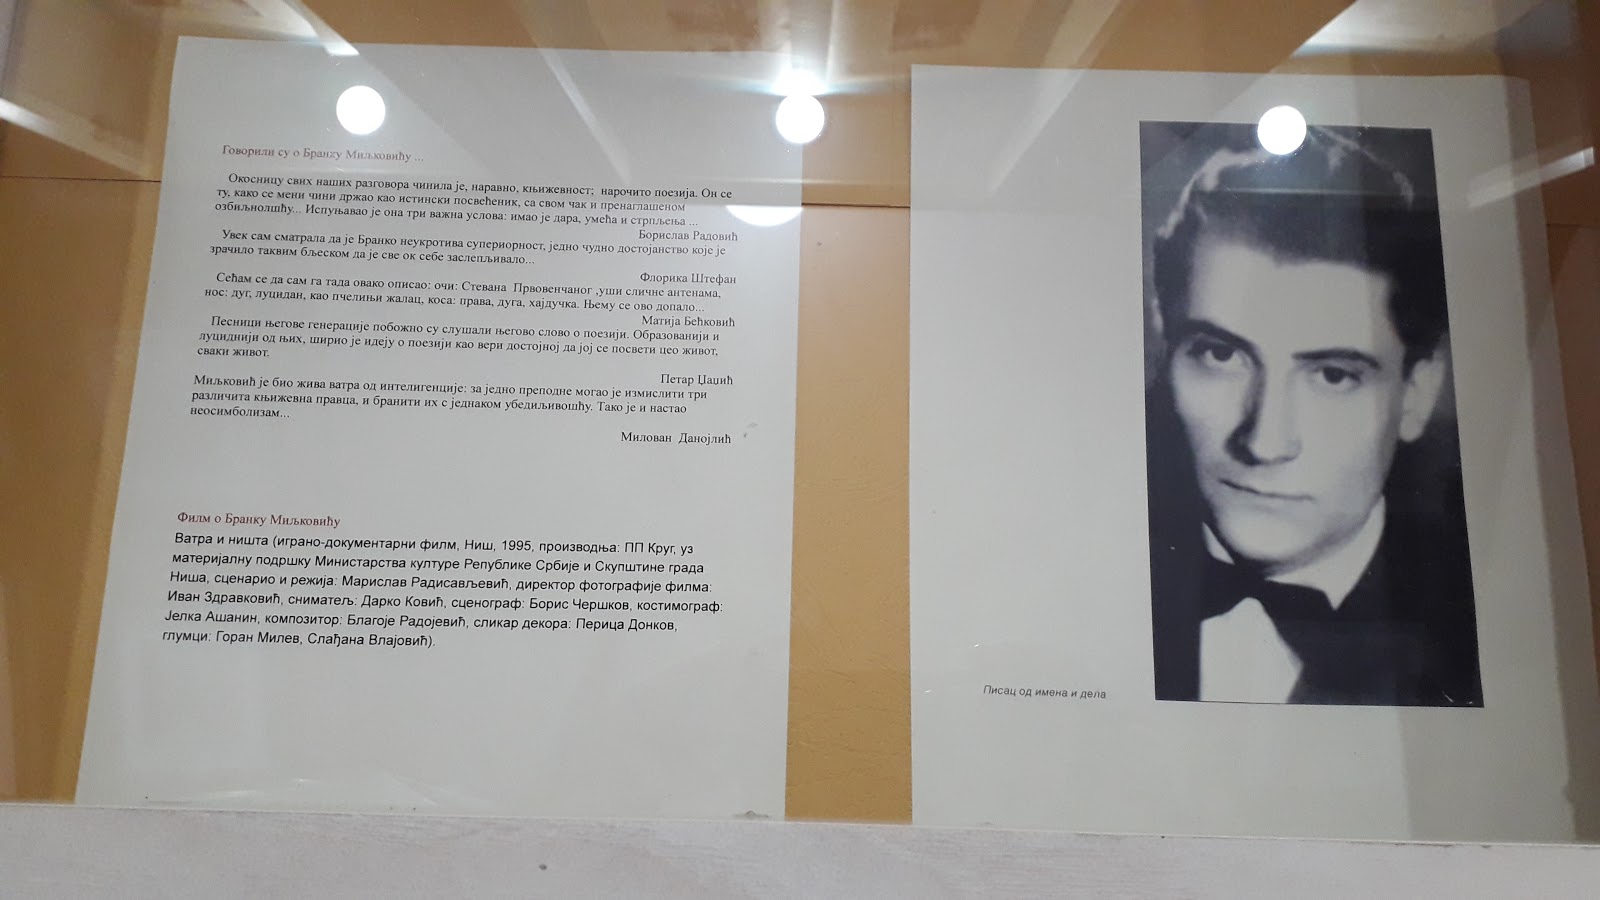 Говорили су о Бранку Миљковићу ...
Окосницу свих наших разговора чинила је, наравно, књижевност; нарочито поезија. Он се
ту, како се мени чини држао као истински посвећеник, са свом чак и пренаглашеном
озбиљнолшћу... Испуњавао је она три важна услова: имао је дара, умећа и стрпљења ...
Борислав Радовић
Увек сам сматрала да је Бранко неукротива супериорност, једно чудно достојанство које је
зрачило таквим бљеском да је све ок себе заслепљивало...
Флорика Штефан
Сећам се да сам га тада овако описао: очи: Стевана Првовенчаног ,уши сличне антенама,
нос: дуг, луцидан, као пчелињи жалац, коса: права, дуга, хајдучка. Њему се ово допало...
Матија Бећковић
Песници његове генерације побожно су слушали његово слово о поезији. Образованији и
луциднији од њих, ширио је идеју о поезији као вери достојној да јој се посвети цео живот,
сваки живот.
Петар Џаџић
Миљковић је био жива ватра од интелигенције: за једно преподне могао је измислити три
различита књижевна правца, и бранити их с једнаком убедиљивошћу. Тако је и настао
неосимболизам...
Милован Данојлић
Филм о Бранку Миљковићу
Ватра и ништа (играно-документарни филм, Ниш, 1995, производња: ПП Круг, уз
материјалну подршку Министарства културе Републике Србије и Скупштине града
Ниша, сценарио и режија: Марислав Радисављевић, директор фотографије филма:
Иван Здравковић, сниматељ: Дарко Ковић, сценограф: Борис Чершков, костимограф:
Јелка Ашанин, композитор: Благоје Радојевић, сликар декора: Перица Донков,
глумци: Горан Милев, Слађана Влајовић).
Писац од имена и дела